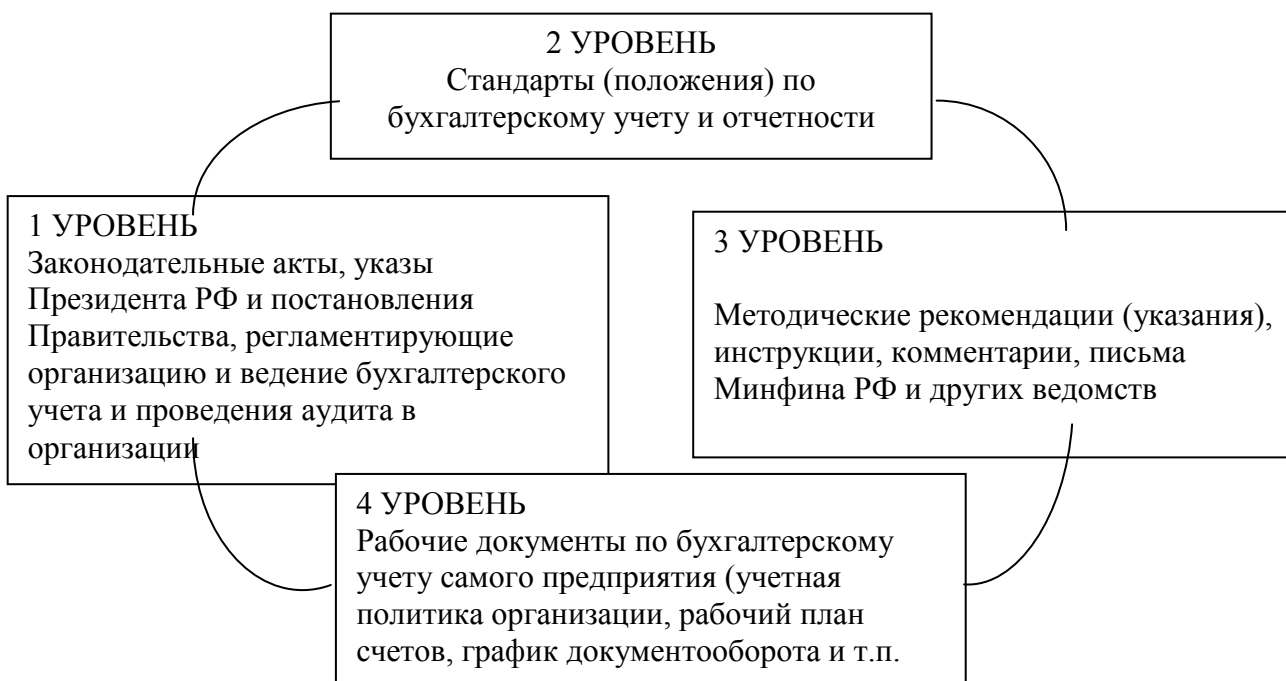 2 УРОВЕНЬ
Стандарты (положения) по
бухгалтерскому учету и отчетности
1 УРОВЕНЬ
Законодательные акты, указы
Президента РФ и постановления
Правительства, регламентирующие
организацию и ведение бухгалтерского
учета и проведения аудита в
организации
3 УРОВЕНЬ
Методические рекомендации (указания),
инструкции, комментарии, письма
Минфина РФ и других ведомств
4 УРОВЕНЬ
Рабочие документы по бухгалтерскому
учету самого предприятия (учетная
политика организации, рабочий план
счетов, график документооборота и т.п.